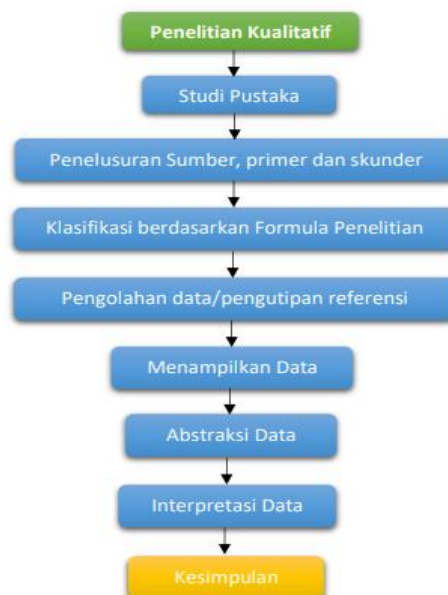 Penelitian Kualitatif
Studi Pustaka
Penelusuran Sumber, primer dan skunder
Klasifikasi berdasarkan Formula Penelitian
Pengolahan data/pengutipan referensi
Menampilkan Data
Abstraksi Data
Interpretasi Data
Kesimpulan